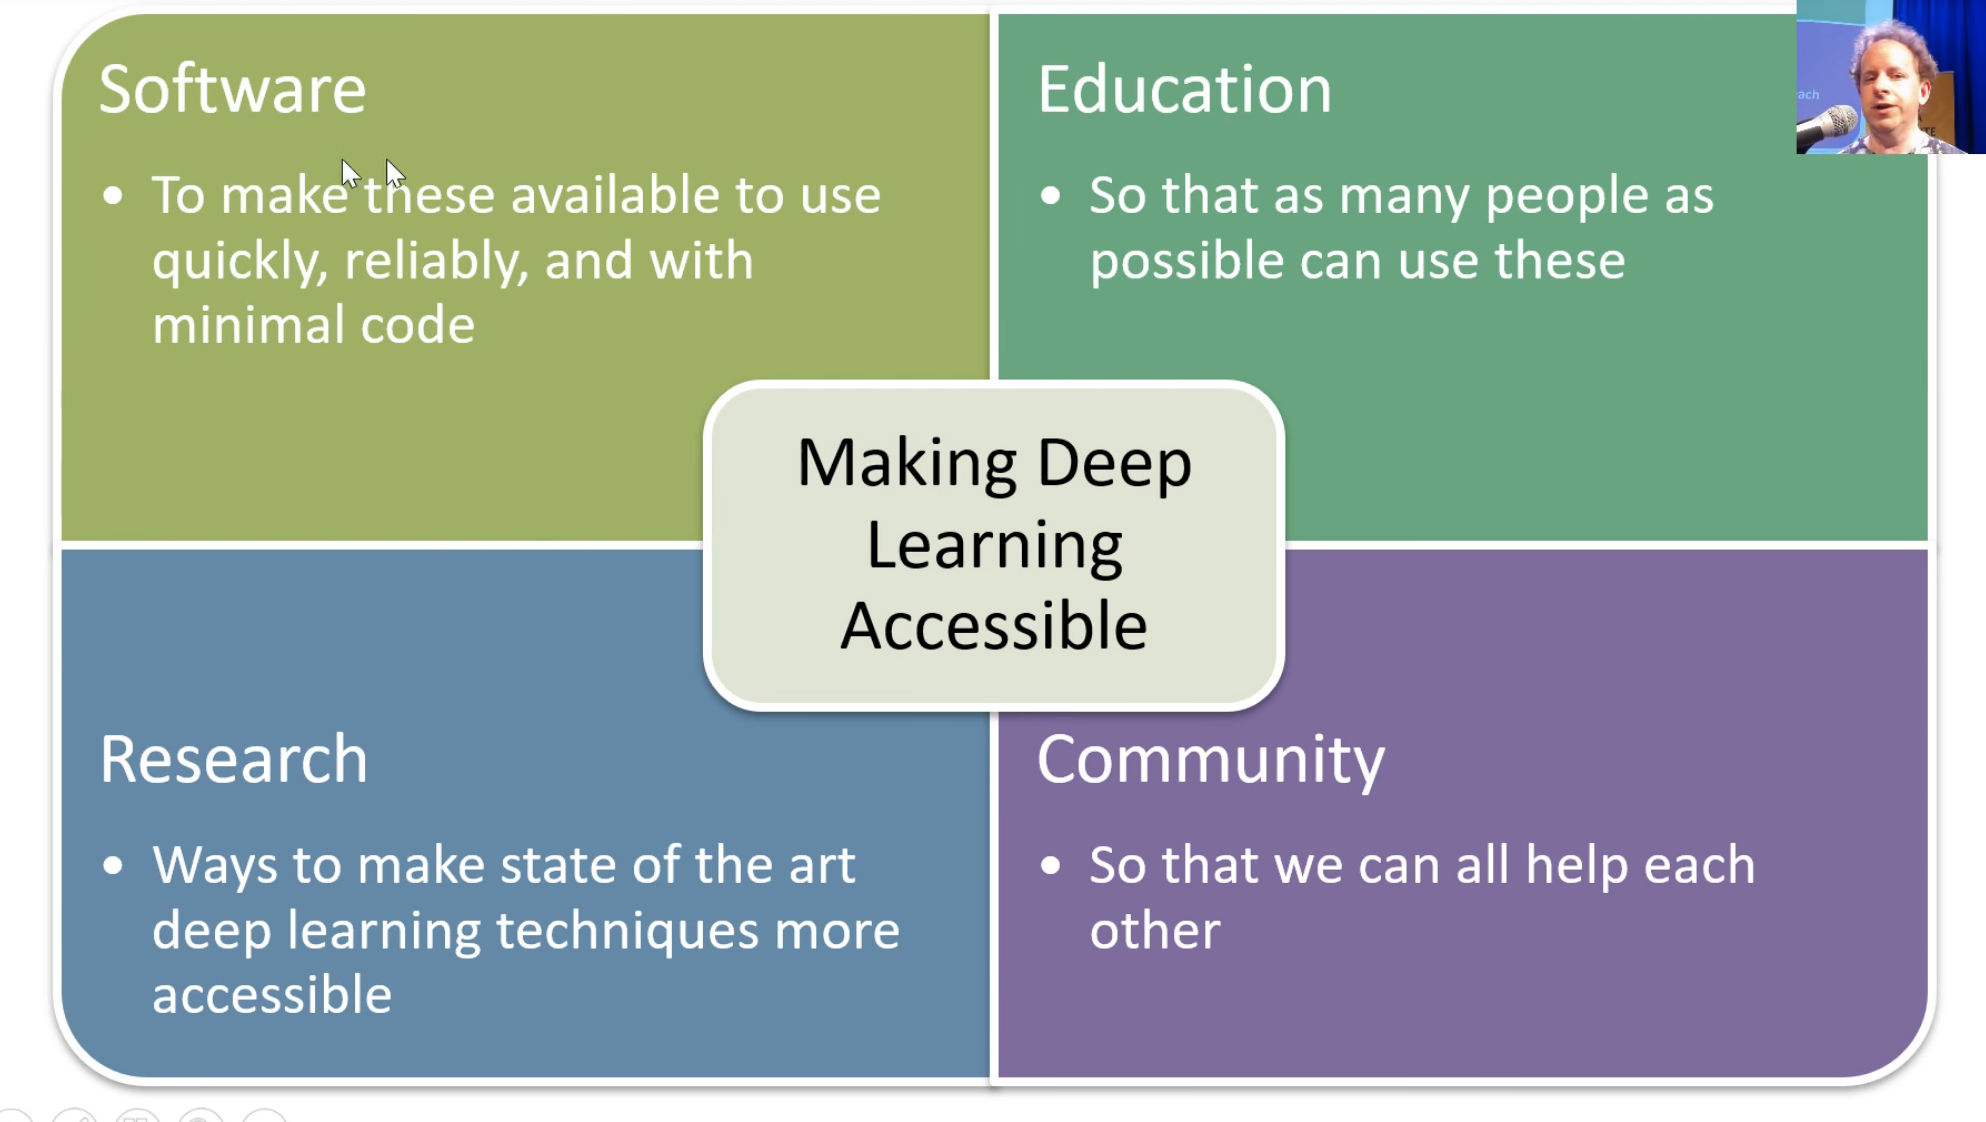 Software
• To make these available to use
quickly, reliably, and with
minimal code
Education
• So that as many people as
possible can use these
Making Deep
Learning
Accessible
Research
• Ways to make state of the art
deep learning techniques more
accessible
Community
• So that we can all help each
other